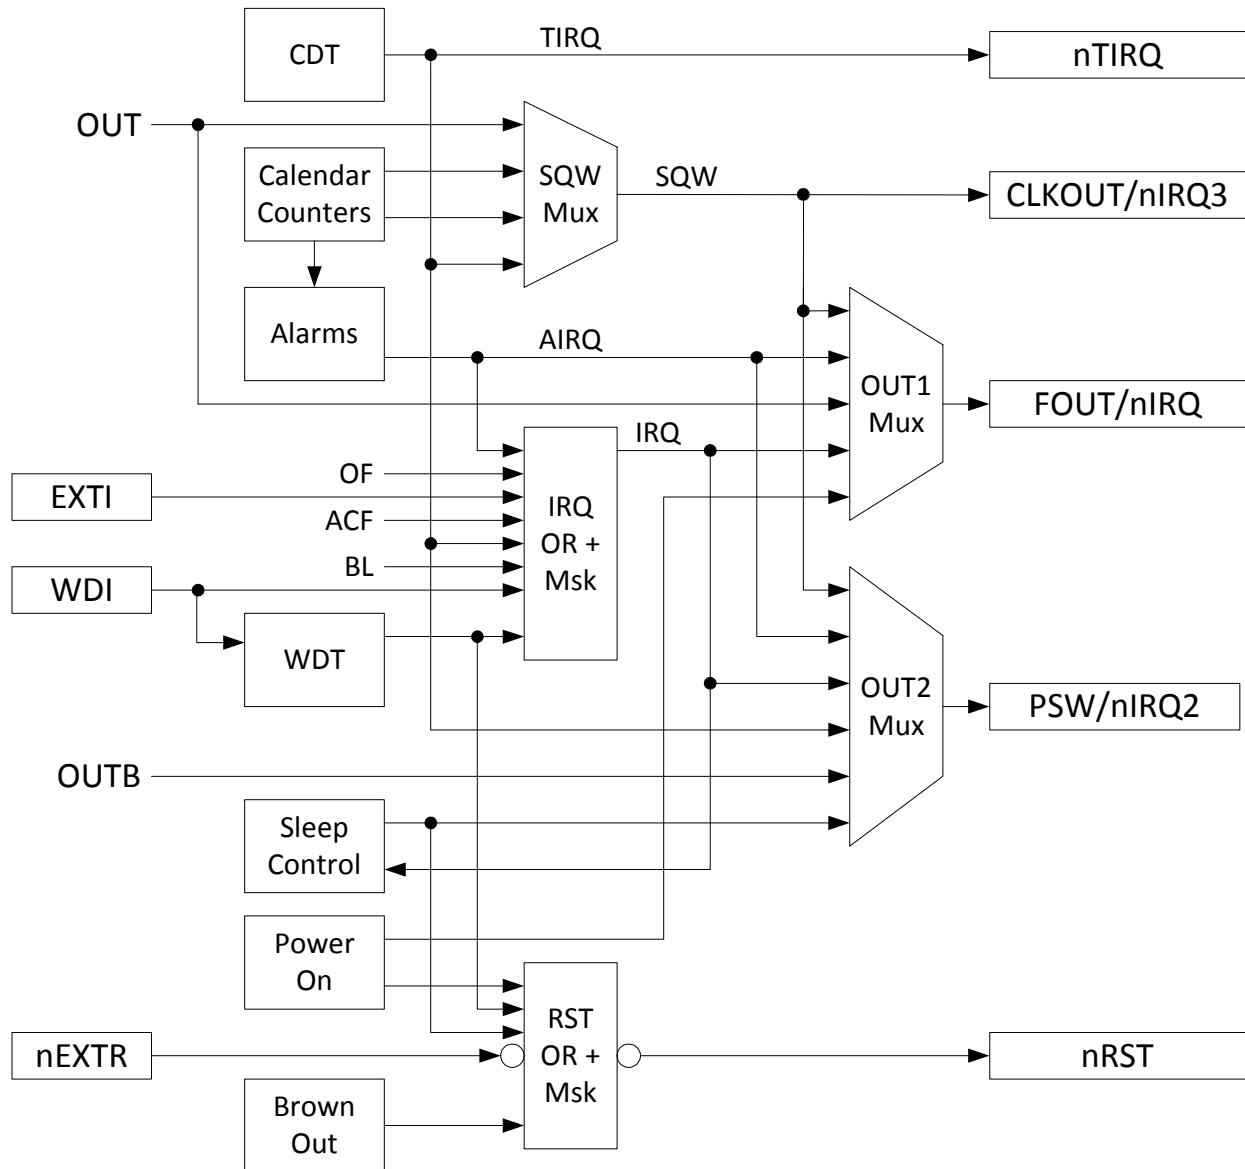 CDT
TIRQ
nTIRQ
OUT
Calendar
Counters
SQW
Mux
SQW
CLKOUT/nIRQ3
Alarms
AIRQ
OUT1
Mux
FOUT/nIRQ
IRQ
OF
EXTI
ACF
IRQ
OR +
Msk
BL
WDI
WDT
OUT2
Mux
PSW/nIRQ2
OUTB
Sleep
Control
Power
On
RST
OR +
Msk
nEXTR
nRST
Brown
Out